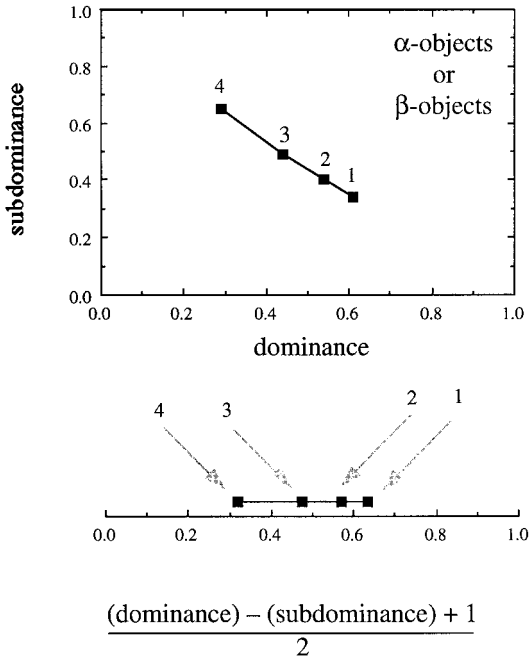 1.0
α-objects
or
β-objects
0.8
4
0.6
3
2
1
0.4
0.2
0.0
subdominance
0.0 0.2 0.4 0.6 0.8 1.0
dominance
4 3 2 1
0.0 0.2 0.4 0.6 0.8 1.0
(dominance) – (subdominance) + 1
2